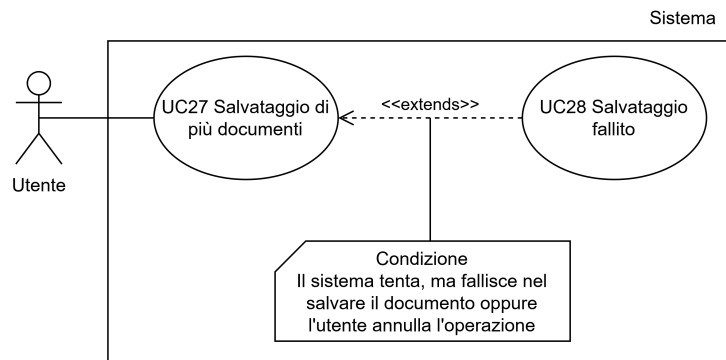 Sistema
UC27 Salvataggio di
più documenti
<<extends>>
UC28 Salvataggio
fallito
Utente
Condizione
Il sistema tenta, ma fallisce nel
salvare il documento oppure
l'utente annulla l'operazione